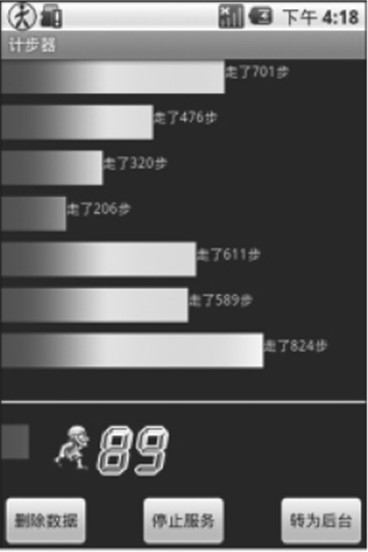 下午 4:18
计步器
走了701步
走了476步
走了320步
走了206步
走了611步
走了589步
走了824步
89
删除数据 停止服务 转为后台